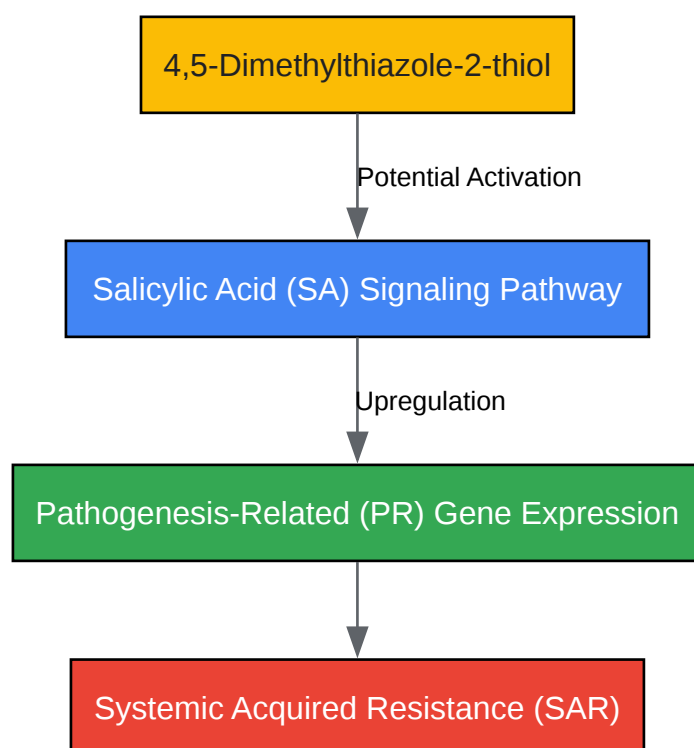 4,5-Dimethylthiazole-2-thiol
Potential Activation
Salicylic Acid (SA) Signaling Pathway
Upregulation
Pathogenesis-Related (PR) Gene Expression
Systemic Acquired Resistance (SAR)